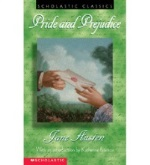 SCHOLASTIC CLASSICS
Pride and Prejudice
Jane Austen
SCHOLASTIC